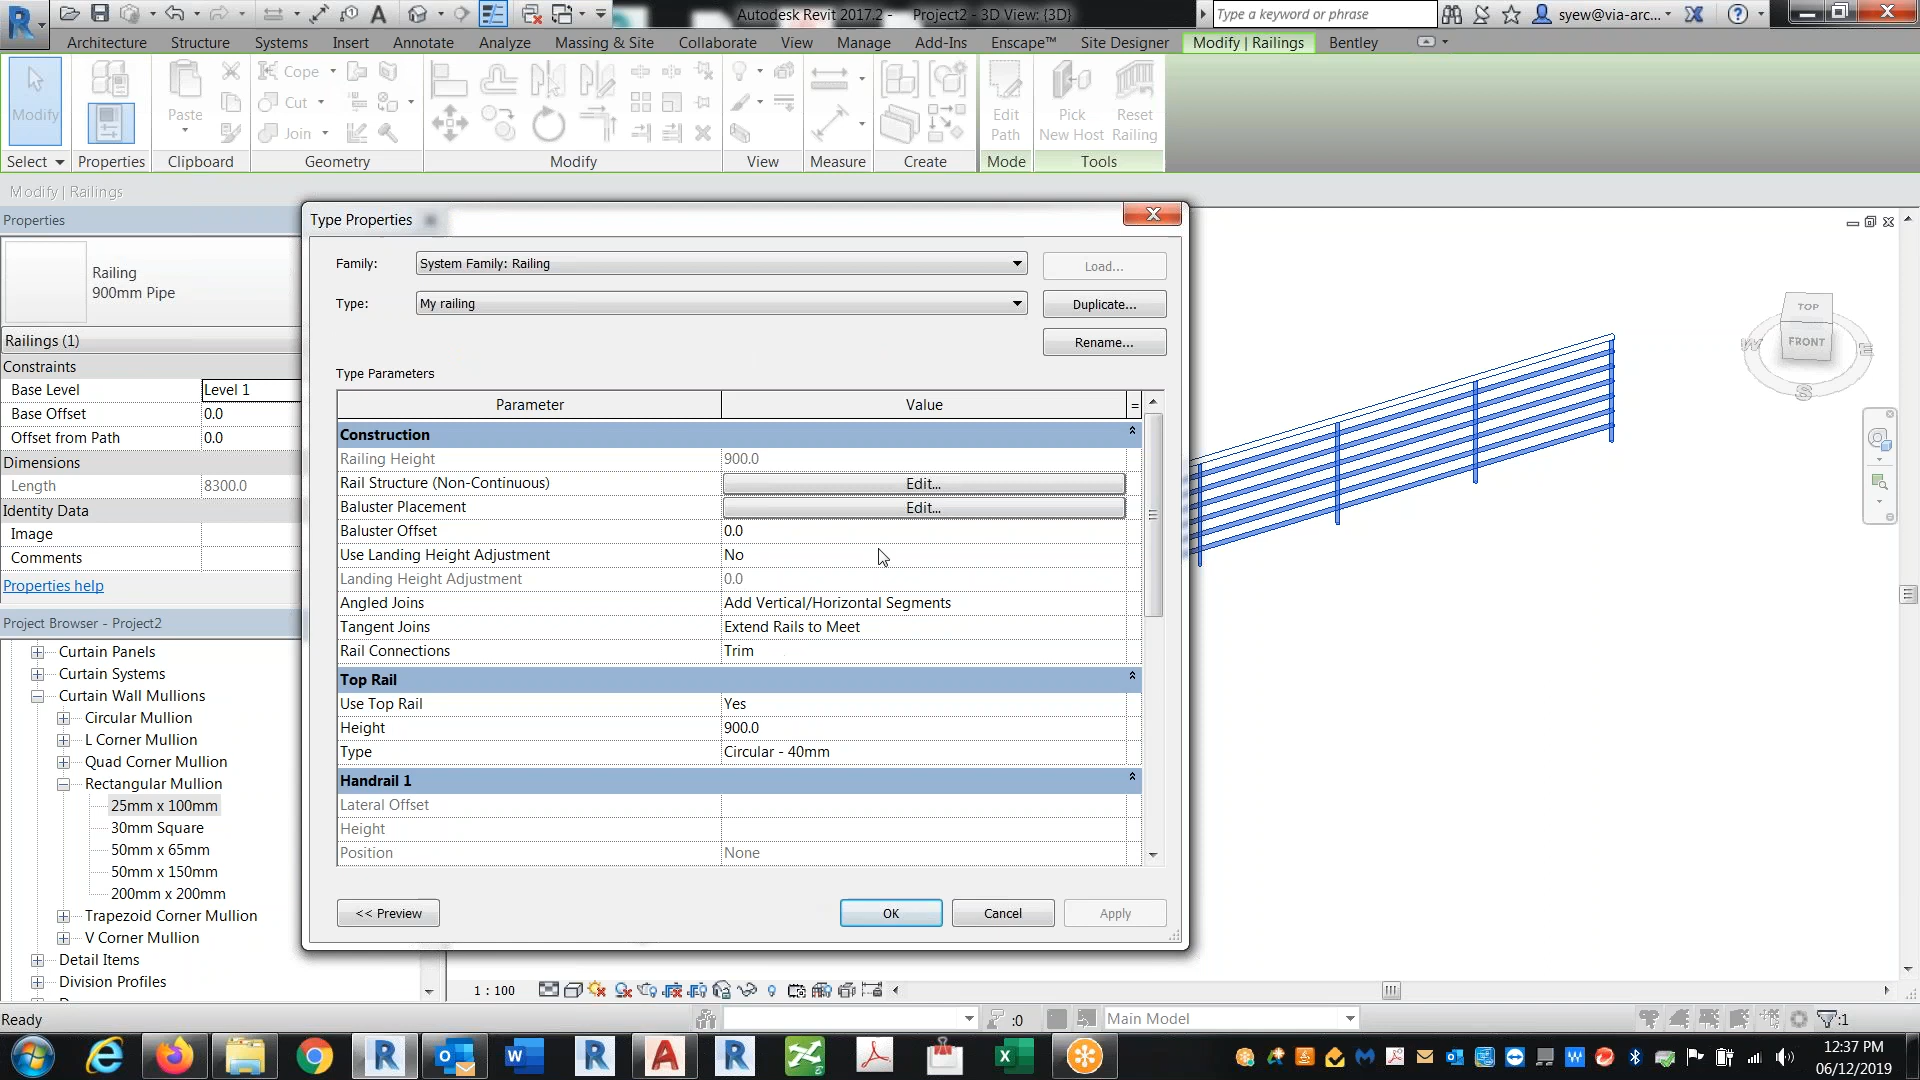 Autodesk Revit 2017.2 - Project2 - 3D View: {3D}
Type a keyword or phrase
syew@via-arc...
Architecture Structure Systems Insert Annotate Analyze Massing & Site Collaborate View Manage Add-Ins Enscape™ Site Designer Modify | Railings Bentley
Modify
Paste
Cope
Cut
Join
Edit Path
Pick New Host
Reset Railing
Select Properties Clipboard Geometry Modify View Measure Create Mode Tools
Modify | Railings
Properties
Railing
900mm Pipe
Railings (1)
Constraints
Base Level Level 1
Base Offset 0.0
Offset from Path 0.0
Dimensions
Length 8300.0
Identity Data
Image
Comments
Properties help
Project Browser - Project2
Curtain Panels
Curtain Systems
Curtain Wall Mullions
Circular Mullion
L Corner Mullion
Quad Corner Mullion
Rectangular Mullion
25mm x 100mm
30mm Square
50mm x 65mm
50mm x 150mm
200mm x 200mm
Trapezoid Corner Mullion
V Corner Mullion
Detail Items
Division Profiles
Type Properties
Family: System Family: Railing Load...
Type: My railing Duplicate...
Rename...
Type Parameters
Parameter Value =
Construction
Railing Height 900.0
Rail Structure (Non-Continuous) Edit...
Baluster Placement Edit...
Baluster Offset 0.0
Use Landing Height Adjustment No
Landing Height Adjustment 0.0
Angled Joins Add Vertical/Horizontal Segments
Tangent Joins Extend Rails to Meet
Rail Connections Trim
Top Rail
Use Top Rail Yes
Height 900.0
Type Circular - 40mm
Handrail 1
Lateral Offset
Height
Position None
<< Preview OK Cancel Apply
TOP
FRONT
W E
S
1 : 100
Ready
:0
Main Model
:1
12:37 PM
06/12/2019